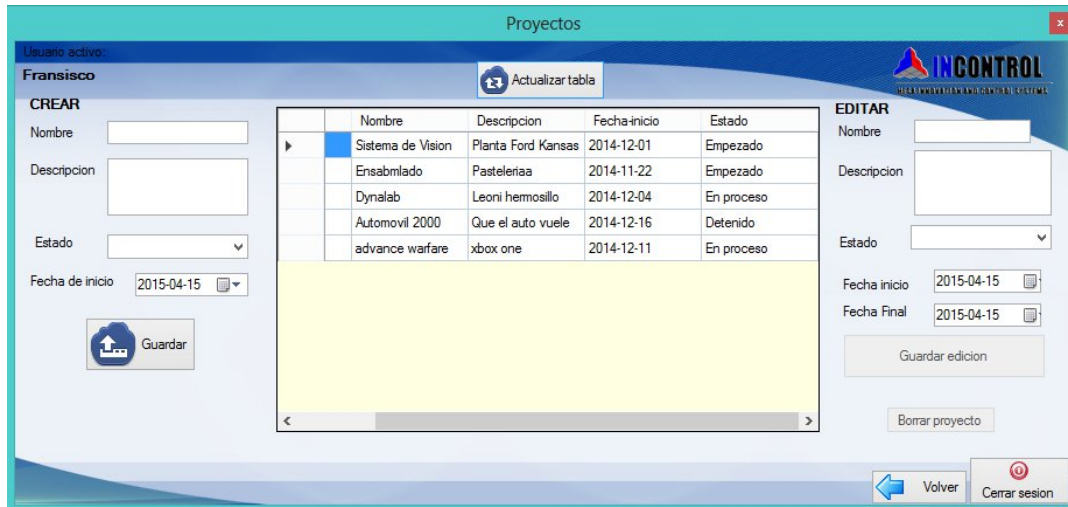 Proyectos
x
Usuario activo:
Fransisco
Actualizar tabla
INCONTROL
CREAR
Nombre
Descripcion
Estado
Fecha de inicio 2015-04-15
Guardar
Nombre Descripcion Fecha-inicio Estado
Sistema de Vision Planta Ford Kansas 2014-12-01 Empezado
Ensabmlado Pasteleriaa 2014-11-22 Empezado
Dynalab Leoni hermosillo 2014-12-04 En proceso
Automovil 2000 Que el auto vuele 2014-12-16 Detenido
advance warfare xbox one 2014-12-11 En proceso
EDITAR
Nombre
Descripcion
Estado
Fecha inicio 2015-04-15
Fecha Final 2015-04-15
Guardar edicion
Borrar proyecto
Volver
Cerrar sesion